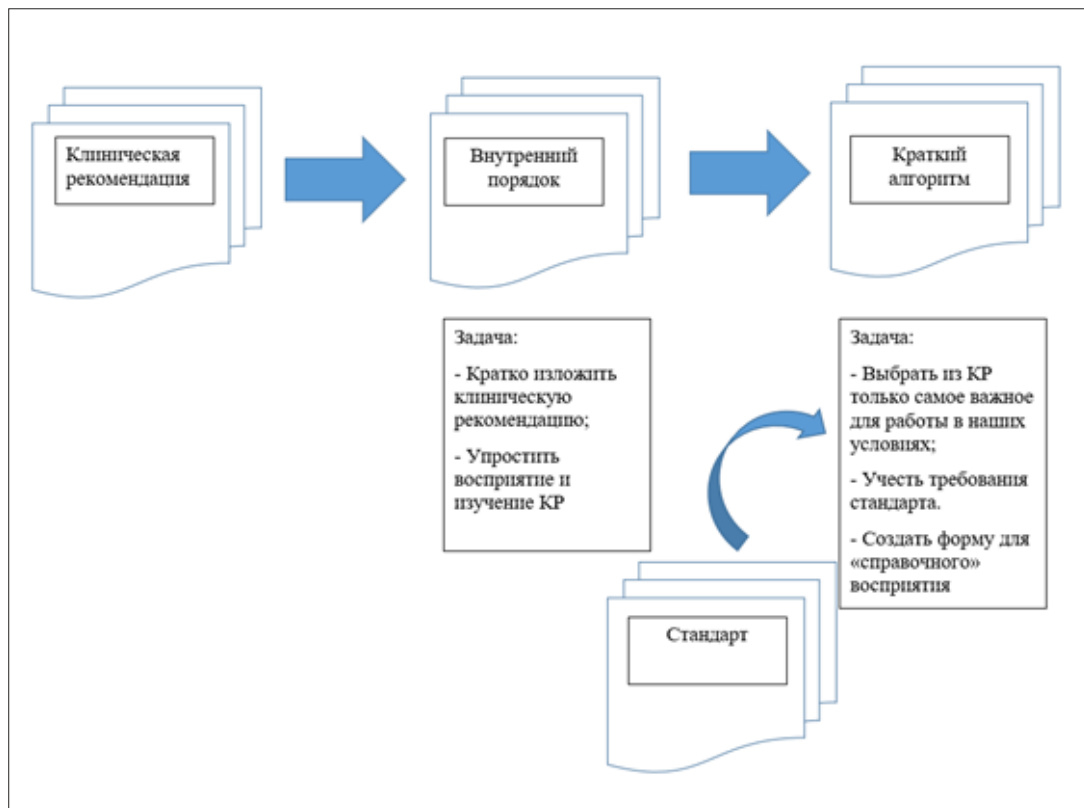 Клиническая
рекомендация
Внутренний
порядок
Краткий
алгоритм
Задача:
- Кратко изложить
клиническую
рекомендацию;
- Упростить
восприятие и
изучение КР
Задача:
- Выбрать из КР
только самое важное
для работы в наших
условиях;
- Учесть требования
стандарта.
- Создать форму для
«справочного»
восприятия
Стандарт